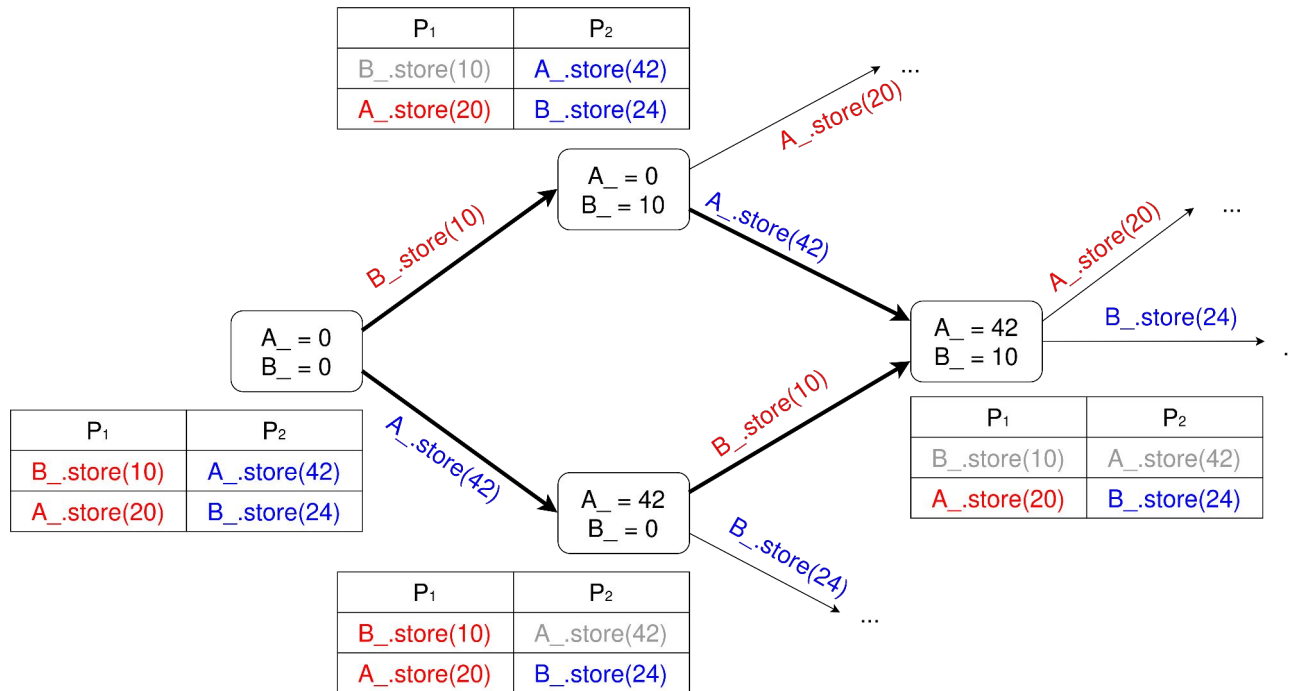 P₁ P₂
B_.store(10) A_.store(42)
A_.store(20) B_.store(24)
A_.store(20)
...
A_ = 0
B_ = 10
B_.store(10)
A_.store(42)
A_.store(20)
...
A_ = 0
B_ = 0
A_ = 42
B_ = 10
B_.store(24)
.
P₁ P₂
B_.store(10) A_.store(42)
A_.store(20) B_.store(24)
A_.store(42)
B_.store(10)
P₁ P₂
B_.store(10) A_.store(42)
A_.store(20) B_.store(24)
A_ = 42
B_ = 0
B_.store(24)
...
P₁ P₂
B_.store(10) A_.store(42)
A_.store(20) B_.store(24)